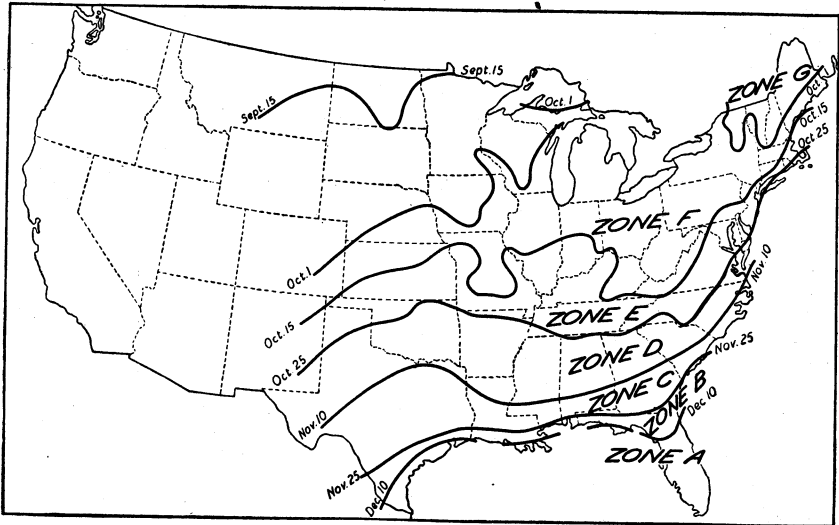 Sept. 15
Sept. 15
Oct. 1
ZONE G
Oct.
Oct. 15
Oct 25
ZONE F
Oct. 1
Oct. 15
Oct 25
ZONE E
Nov. 10
ZONE D
Nov. 25
ZONE C
ZONE B
Dec 10
Nov. 10
ZONE A
Nov. 25
Dec 10